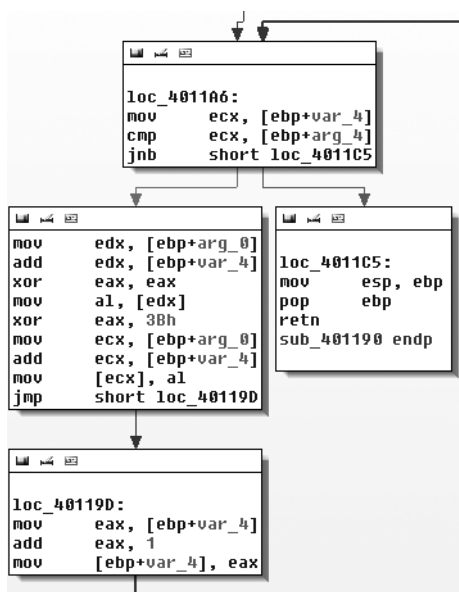 loc_4011A6:
mov ecx, [ebp+var_4]
cmp ecx, [ebp+arg_4]
jnb short loc_4011C5
mov edx, [ebp+arg_0]
add edx, [ebp+var_4]
xor eax, eax
mov al, [edx]
xor eax, 3Bh
mov ecx, [ebp+arg_0]
add ecx, [ebp+var_4]
mov [ecx], al
jmp short loc_40119D
loc_4011C5:
mov esp, ebp
pop ebp
retn
sub_401190 endp
loc_40119D:
mov eax, [ebp+var_4]
add eax, 1
mov [ebp+var_4], eax